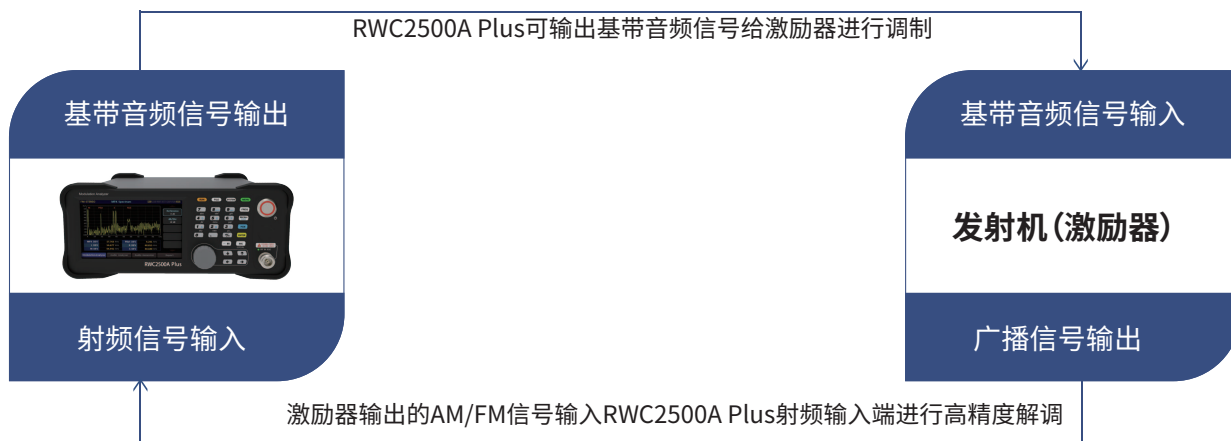 RWC2500A Plus可输出基带音频信号给激励器进行调制
基带音频信号输出
基带音频信号输入
RWC2500A Plus
发射机（激励器）
射频信号输入
广播信号输出
激励器输出的AM/FM信号输入RWC2500A Plus射频输入端进行高精度解调